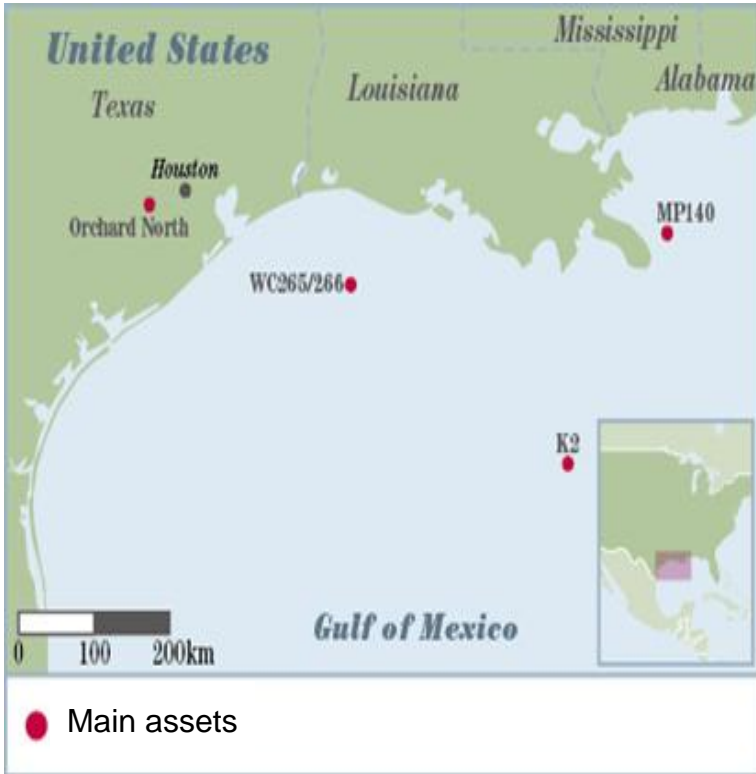 Mississippi
United States
Alabama
Louisiana
Texas
Houston
Orchard North
MP140
WC265/266
K2
Gulf of Mexico
0 100 200km
Main assets